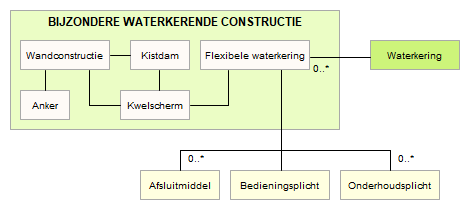 BIJZONDERE WATERKERENDE CONSTRUCTIE
Wandconstructie
Kistdam
Flexibele waterkering
Waterkering
0..*
Anker
Kwelscherm
0..*
0..*
Afsluitmiddel
Bedieningsplicht
Onderhoudsplicht